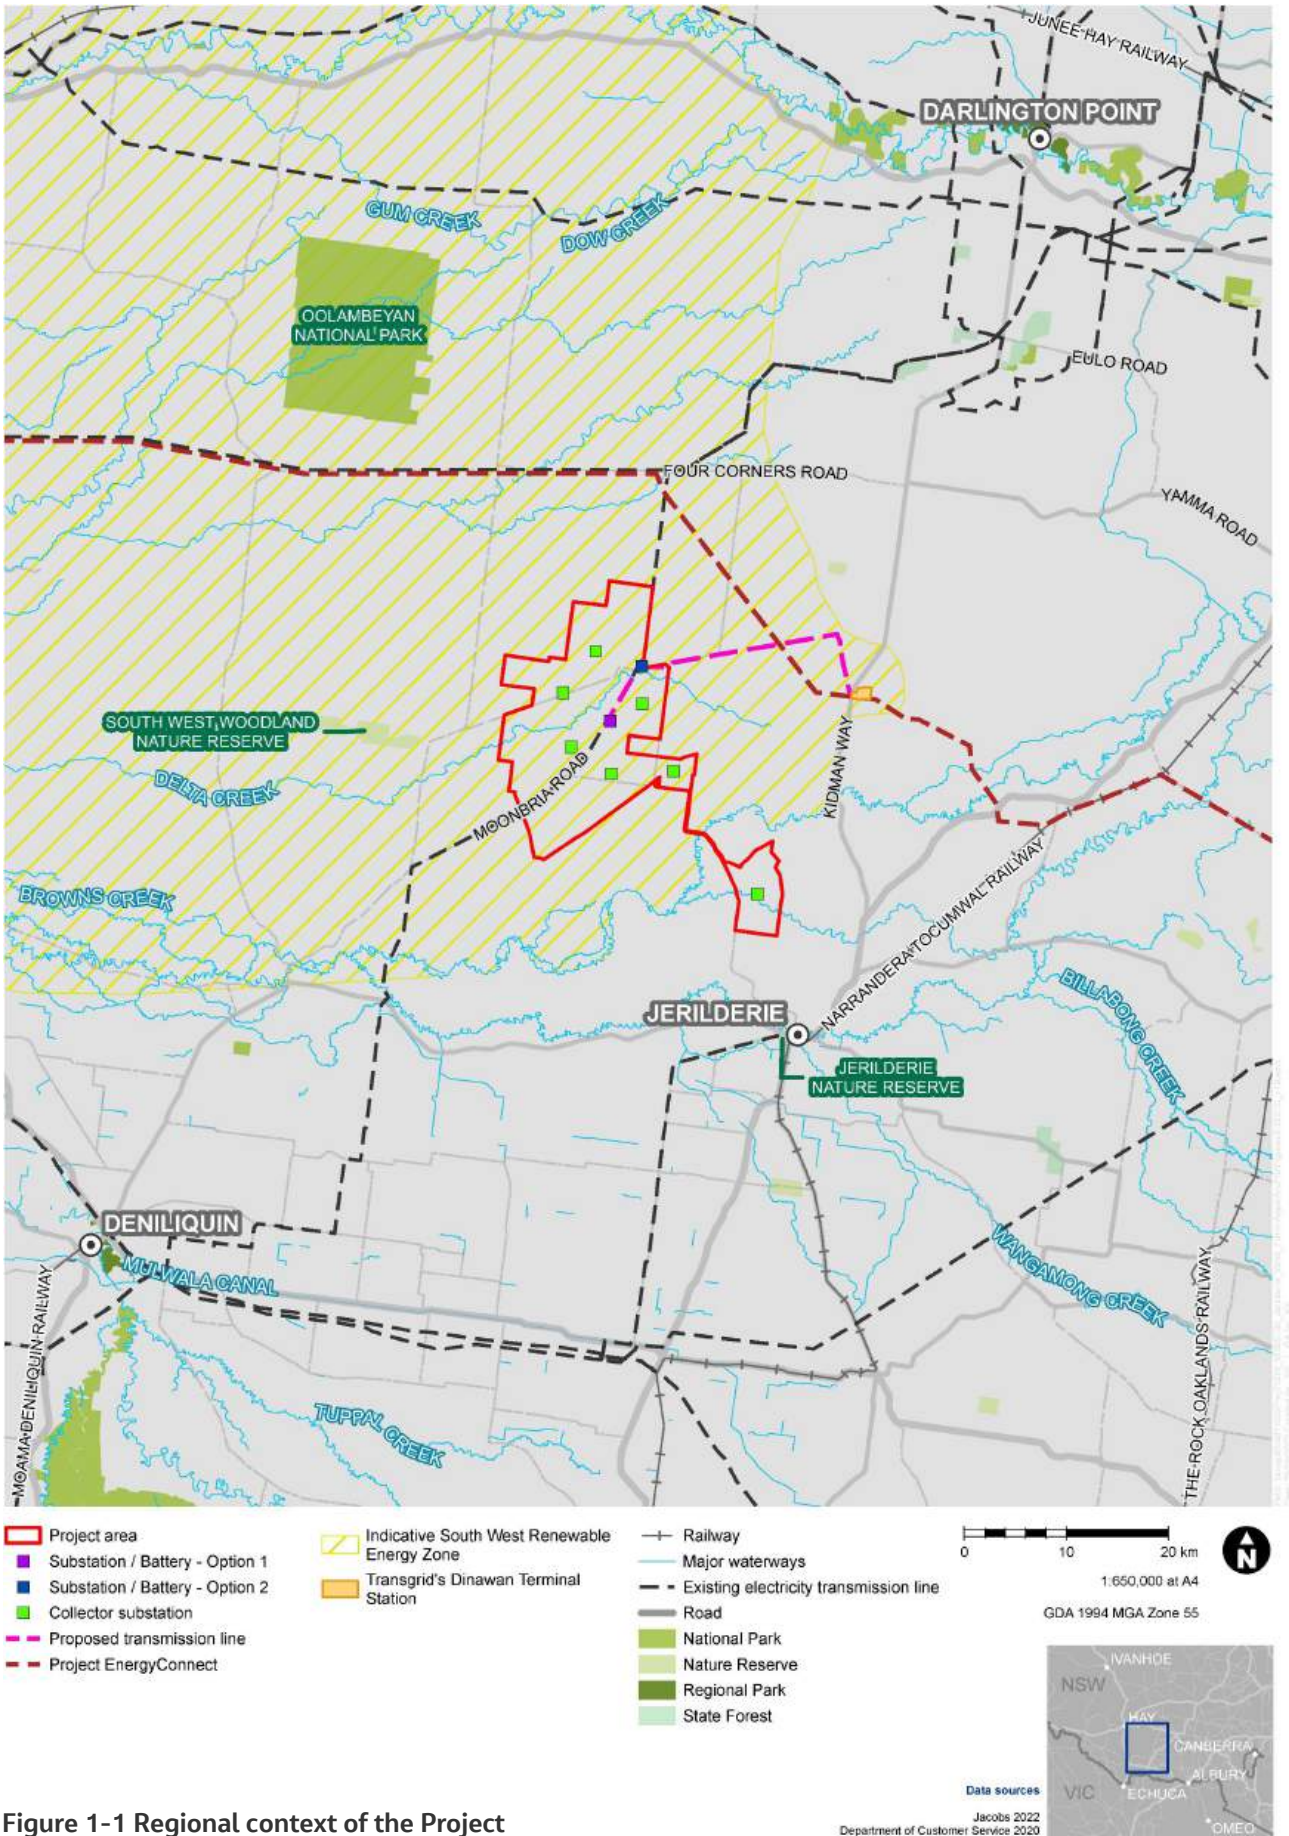 JUNEE HAY RAILWAY
DARLINGTON POINT
GUM CREEK
DOW CREEK
OOLAMBEYAN
NATIONAL PARK
EULO ROAD
FOUR CORNERS ROAD
YAMMA ROAD
SOUTH WEST WOODLAND
NATURE RESERVE
DELTA CREEK
MOONBRIA ROAD
KIDMAN WAY
BROWNS CREEK
NARRANDERA TOCUMWAL RAILWAY
JERILDERIE
BILLABONG CREEK
JERILDERIE
NATURE RESERVE
DENILIQUIN
MULWALA CANAL
WANGAMONG CREEK
MOAMA DENILIQUIN RAILWAY
TUPPAL CREEK
THE ROCK OAKLANDS RAILWAY
Project area
Substation / Battery - Option 1
Substation / Battery - Option 2
Collector substation
Proposed transmission line
Project EnergyConnect
Indicative South West Renewable
Energy Zone
Transgrid's Dinawan Terminal
Station
Railway
Major waterways
Existing electricity transmission line
Road
National Park
Nature Reserve
Regional Park
State Forest
0 10 20 km
N
1:650,000 at A4
GDA 1994 MGA Zone 55
IVANHOE
NSW
HAY
CANBERRA
ALBURY
VIC
ECHUCA
OMEO
Data sources
Jacobs 2022
Department of Customer Service 2020
Figure 1-1 Regional context of the Project